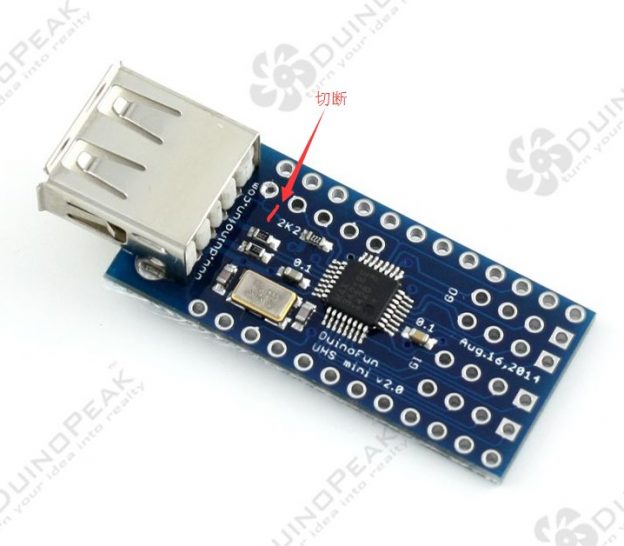 切断
www.duinofun.com
2K2
0.1
GO
0.1
Aug.16,2014
G1
DuinoFun
UHS mini v2.0
DUINOPEAK
turn your idea into realty